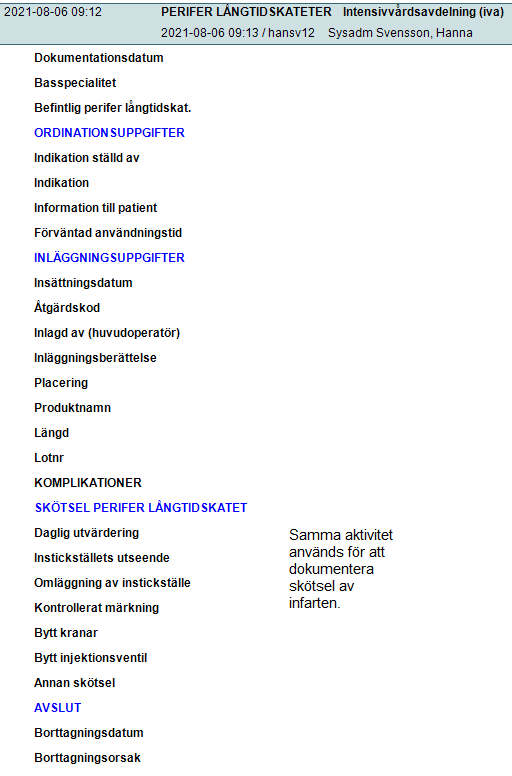 2021-08-06 09:12 PERIFER LÅNGTIDSKATETER Intensivvårdsavdelning (iva)
2021-08-06 09:13 / hansv12 Sysadm Svensson, Hanna
Dokumentationsdatum
Basspecialitet
Befintlig perifer långtidskat.
ORDINATIONSUPPGIFTER
Indikation ställd av
Indikation
Information till patient
Förväntad användningstid
INLÄGGNINGSUPPGIFTER
Insättningsdatum
Åtgärdskod
Inlagd av (huvudoperatör)
Inläggningsberättelse
Placering
Produktnamn
Längd
Lotnr
KOMPLIKATIONER
SKÖTSEL PERIFER LÅNGTIDSKATET
Daglig utvärdering
Instickställets utseende
Omläggning av instickställe
Kontrollerat märkning
Bytt kranar
Bytt injektionsventil
Annan skötsel
AVSLUT
Borttagningsdatum
Borttagningsorsak
Samma aktivitet
används för att
dokumentera
skötsel av
infarten.